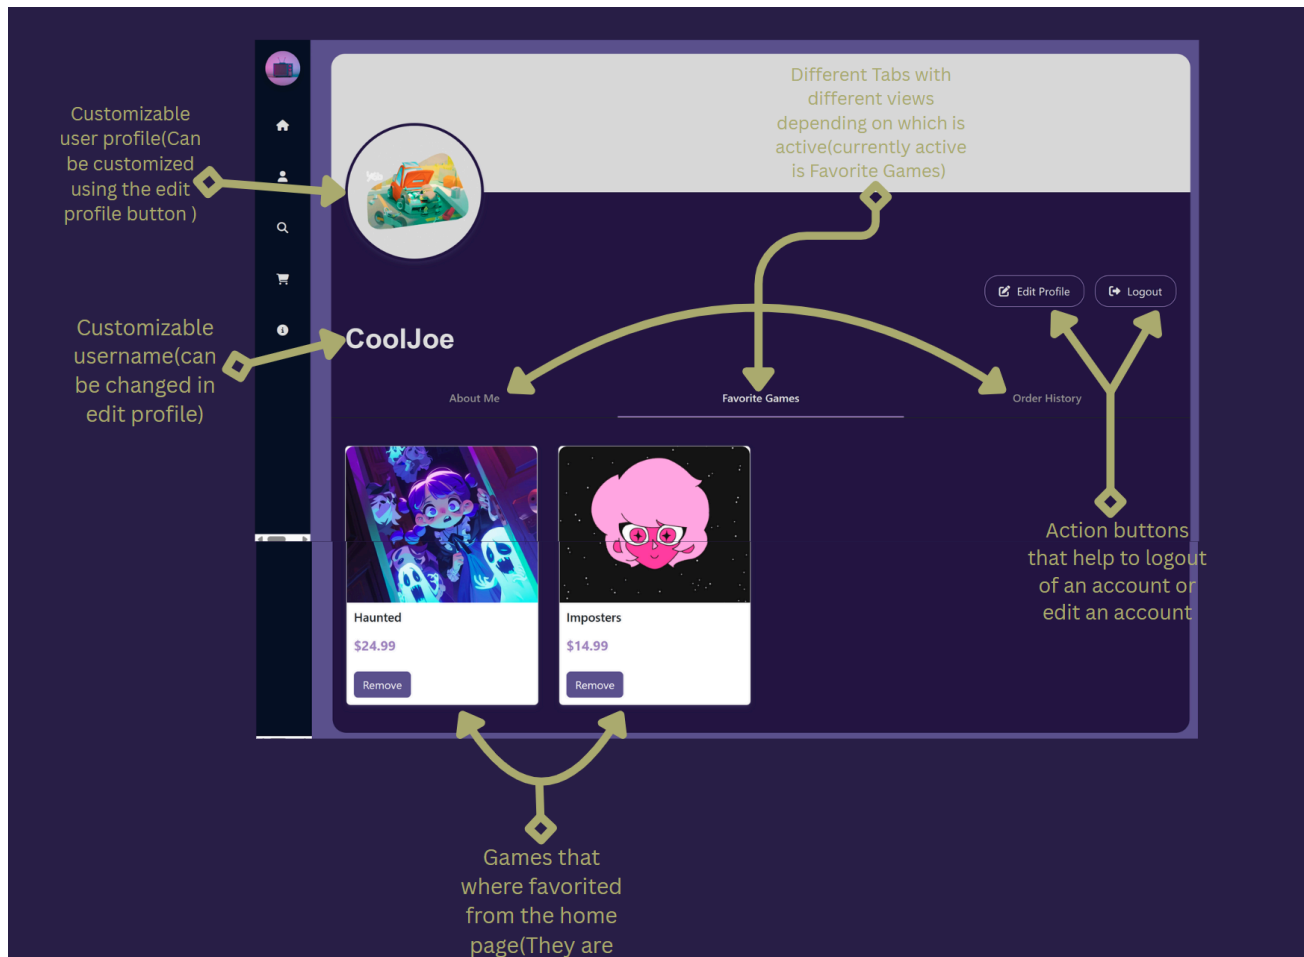 Customizable
user profile(Can
be customized
using the edit
profile button )
Different Tabs with
different views
depending on which is
active(currently active
is Favorite Games)
Edit Profile
Logout
Customizable
username(can
be changed in
edit profile)
CoolJoe
About Me
Favorite Games
Order History
Haunted
$24.99
Remove
Imposters
$14.99
Remove
Action buttons
that help to logout
of an account or
edit an account
Games that
where favorited
from the home
page(They are